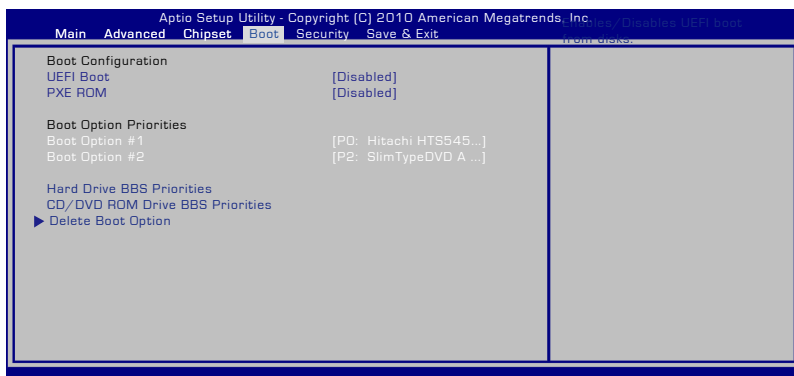 Aptio Setup Utility - Copyright (C) 2010 American Megatrends, Inc.
Main Advanced Chipset Boot Security Save & Exit
Enables/Disables UEFI boot
from disks.
Boot Configuration
UEFI Boot [Disabled]
PXE ROM [Disabled]
Boot Option Priorities
Boot Option #1 [P0: Hitachi HTS545...]
Boot Option #2 [P2: SlimTypeDVD A ...]
Hard Drive BBS Priorities
CD/DVD ROM Drive BBS Priorities
▶ Delete Boot Option